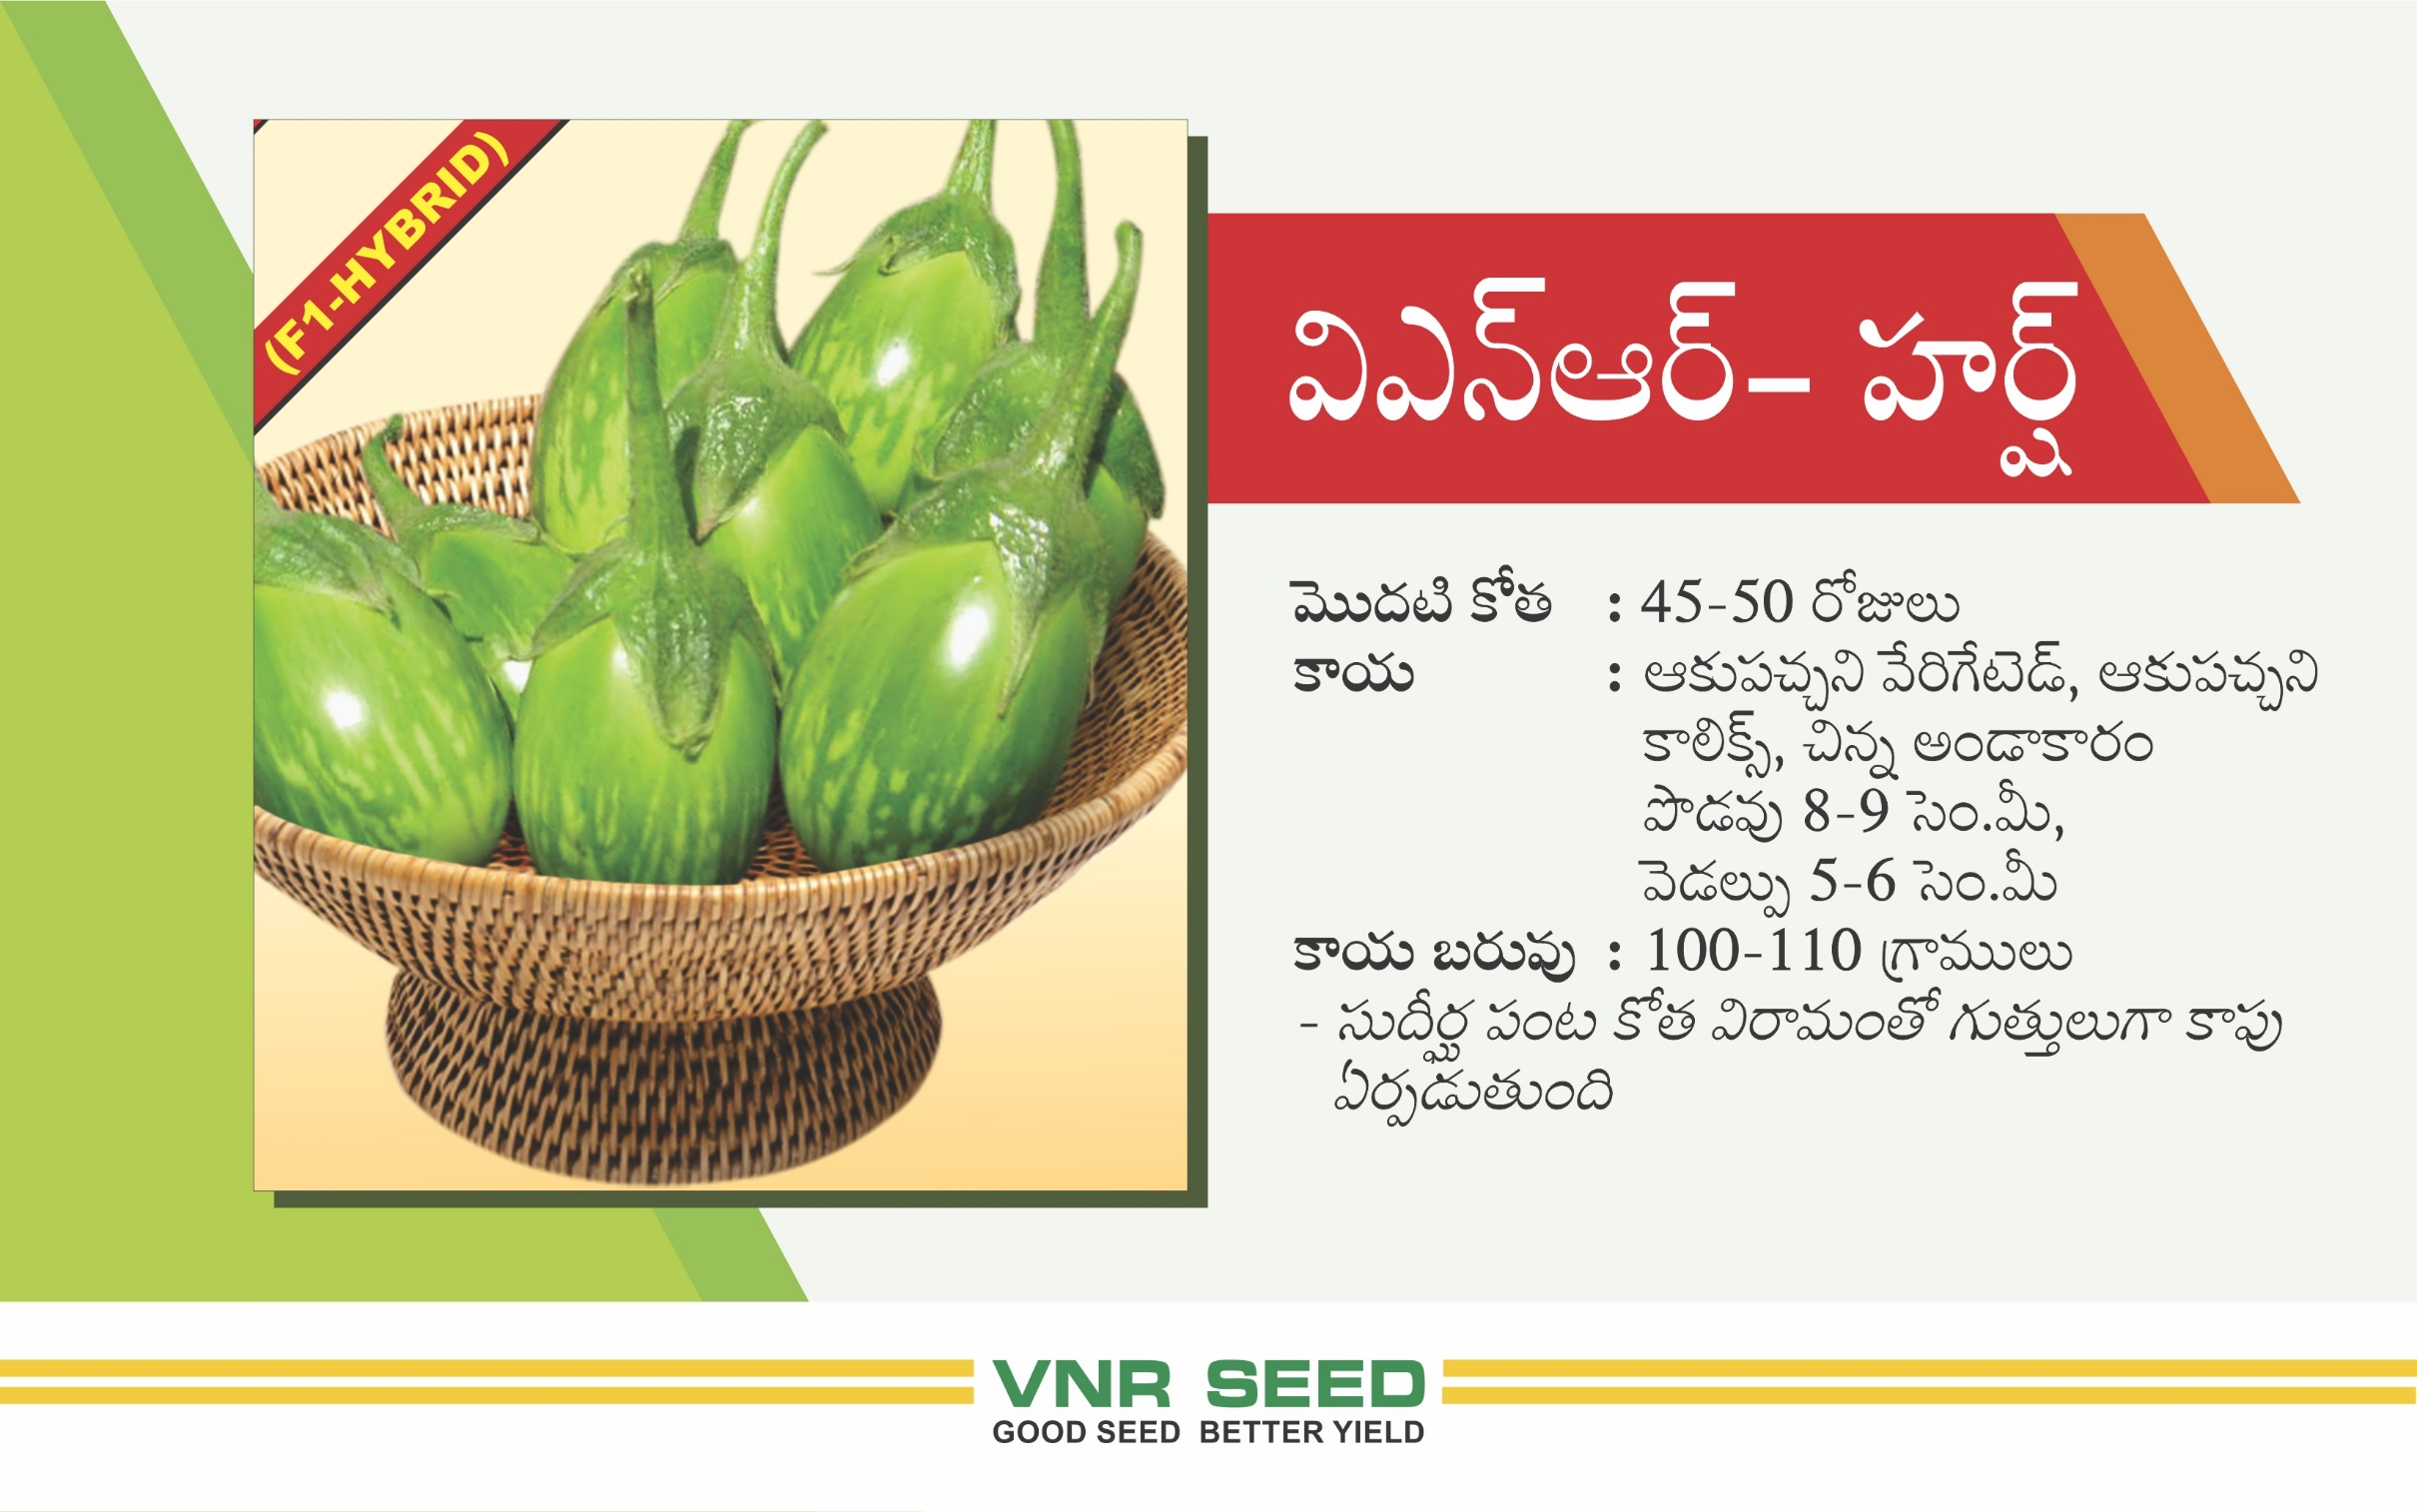 (F1-HYBRID)
విఎన్ఆర్– హర్ష
మొదటి కోత : 45-50 రోజులు
కాయ : ఆకుపచ్చని వేరిగేటెడ్, ఆకుపచ్చని
కాలిక్స్, చిన్న అండాకారం
పొడవు 8-9 సెం.మీ,
వెడల్పు 5-6 సెం.మీ
కాయ బరువు : 100-110 గ్రాములు
- సుదీర్ఘ పంట కోత విరామంతో గుత్తులుగా కాపు
ఏర్పడుతుంది
VNR SEED
GOOD SEED BETTER YIELD